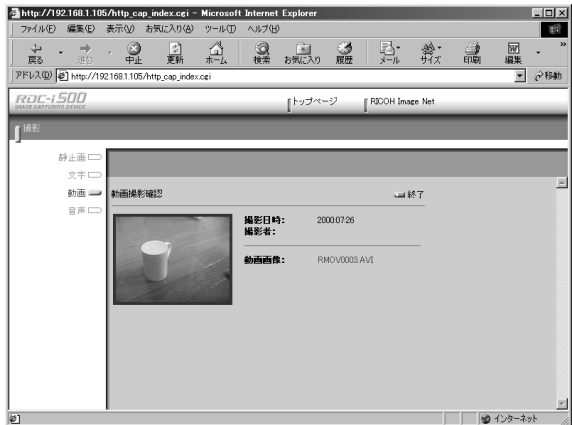 http://192.168.1.105/http_cap_index.cgi - Microsoft Internet Explorer
ファイル(F) 編集(E) 表示(V) お気に入り(A) ツール(T) ヘルプ(H)
戻る 進む 中止 更新 ホーム 検索 お気に入り 履歴 メール サイズ 印刷 編集 »
アドレス(D) http://192.168.1.105/http_cap_index.cgi 移動
RDC-i500 トップページ RICOH Image Net
IMAGE CAPTURING DEVICE
撮影
静止画
文字
動画 動画撮影確認 終了
音声
撮影日時: 2000.07.26
撮影者:
動画画像: RMOV0003.AVI
インターネット